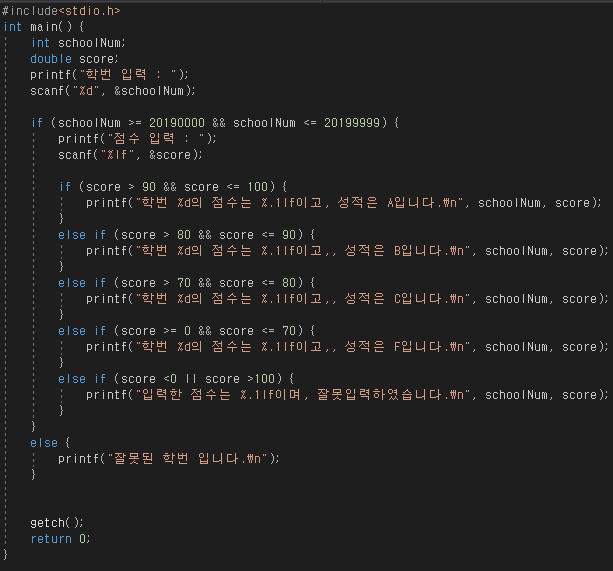 #include<stdio.h>
int main() {
int schoolNum;
double score;
printf("학번 입력 : ");
scanf("%d", &schoolNum);
if (schoolNum >= 20190000 && schoolNum <= 20199999) {
printf("점수 입력 : ");
scanf("%lf", &score);
if (score > 90 && score <= 100) {
printf("학번 %d의 점수는 %.1lf이고, 성적은 A입니다.₩n", schoolNum, score);
}
else if (score > 80 && score <= 90) {
printf("학번 %d의 점수는 %.1lf이고,, 성적은 B입니다.₩n", schoolNum, score);
}
else if (score > 70 && score <= 80) {
printf("학번 %d의 점수는 %.1lf이고,, 성적은 C입니다.₩n", schoolNum, score);
}
else if (score >= 0 && score <= 70) {
printf("학번 %d의 점수는 %.1lf이고,, 성적은 F입니다.₩n", schoolNum, score);
}
else if (score <0 || score >100) {
printf("입력한 점수는 %.1lf이며, 잘못입력하였습니다.₩n", schoolNum, score);
}
}
else {
printf("잘못된 학번 입니다.₩n");
}
getch();
return 0;
}